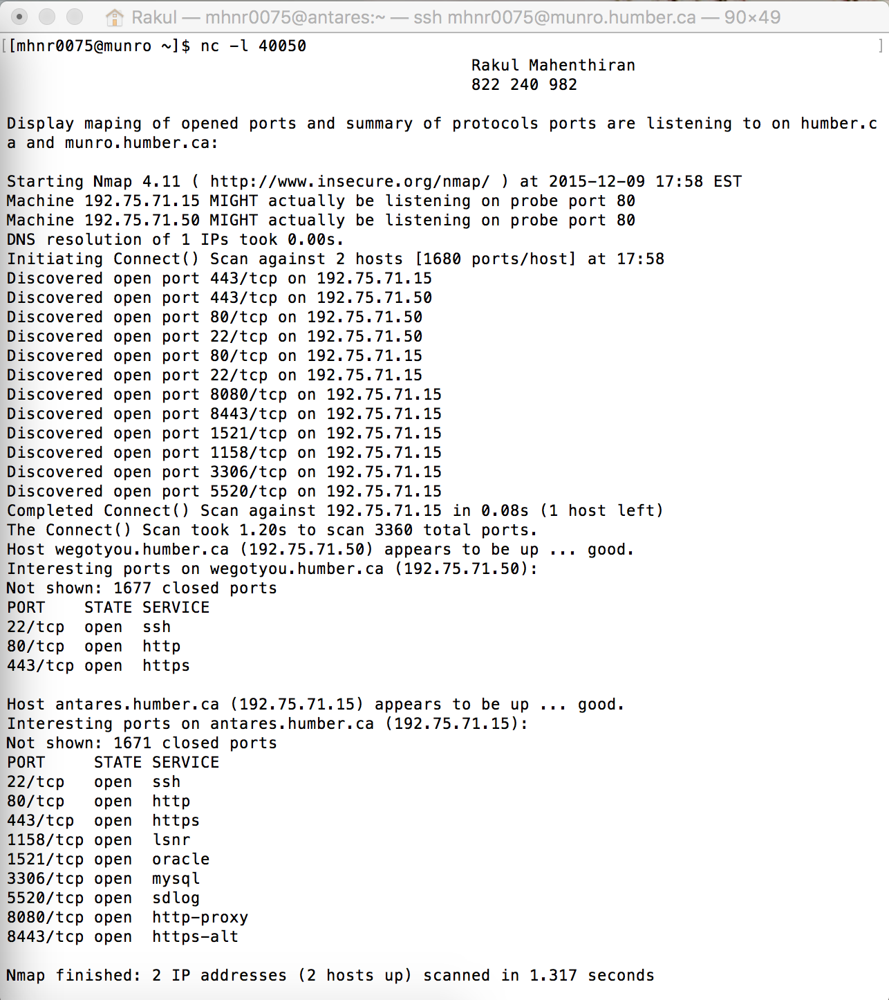 Rakul — mhnr0075@antares:~ — ssh mhnr0075@munro.humber.ca — 90×49
[[mhnr0075@munro ~]$ nc -l 40050 ]
Rakul Mahenthiran
822 240 982
Display maping of opened ports and summary of protocols ports are listening to on humber.c
a and munro.humber.ca:
Starting Nmap 4.11 ( http://www.insecure.org/nmap/ ) at 2015-12-09 17:58 EST
Machine 192.75.71.15 MIGHT actually be listening on probe port 80
Machine 192.75.71.50 MIGHT actually be listening on probe port 80
DNS resolution of 1 IPs took 0.00s.
Initiating Connect() Scan against 2 hosts [1680 ports/host] at 17:58
Discovered open port 443/tcp on 192.75.71.15
Discovered open port 443/tcp on 192.75.71.50
Discovered open port 80/tcp on 192.75.71.50
Discovered open port 22/tcp on 192.75.71.50
Discovered open port 80/tcp on 192.75.71.15
Discovered open port 22/tcp on 192.75.71.15
Discovered open port 8080/tcp on 192.75.71.15
Discovered open port 8443/tcp on 192.75.71.15
Discovered open port 1521/tcp on 192.75.71.15
Discovered open port 1158/tcp on 192.75.71.15
Discovered open port 3306/tcp on 192.75.71.15
Discovered open port 5520/tcp on 192.75.71.15
Completed Connect() Scan against 192.75.71.15 in 0.08s (1 host left)
The Connect() Scan took 1.20s to scan 3360 total ports.
Host wegotyou.humber.ca (192.75.71.50) appears to be up ... good.
Interesting ports on wegotyou.humber.ca (192.75.71.50):
Not shown: 1677 closed ports
PORT    STATE SERVICE
22/tcp  open  ssh
80/tcp  open  http
443/tcp open  https
Host antares.humber.ca (192.75.71.15) appears to be up ... good.
Interesting ports on antares.humber.ca (192.75.71.15):
Not shown: 1671 closed ports
PORT     STATE SERVICE
22/tcp   open  ssh
80/tcp   open  http
443/tcp  open  https
1158/tcp open  lsnr
1521/tcp open  oracle
3306/tcp open  mysql
5520/tcp open  sdlog
8080/tcp open  http-proxy
8443/tcp open  https-alt
Nmap finished: 2 IP addresses (2 hosts up) scanned in 1.317 seconds